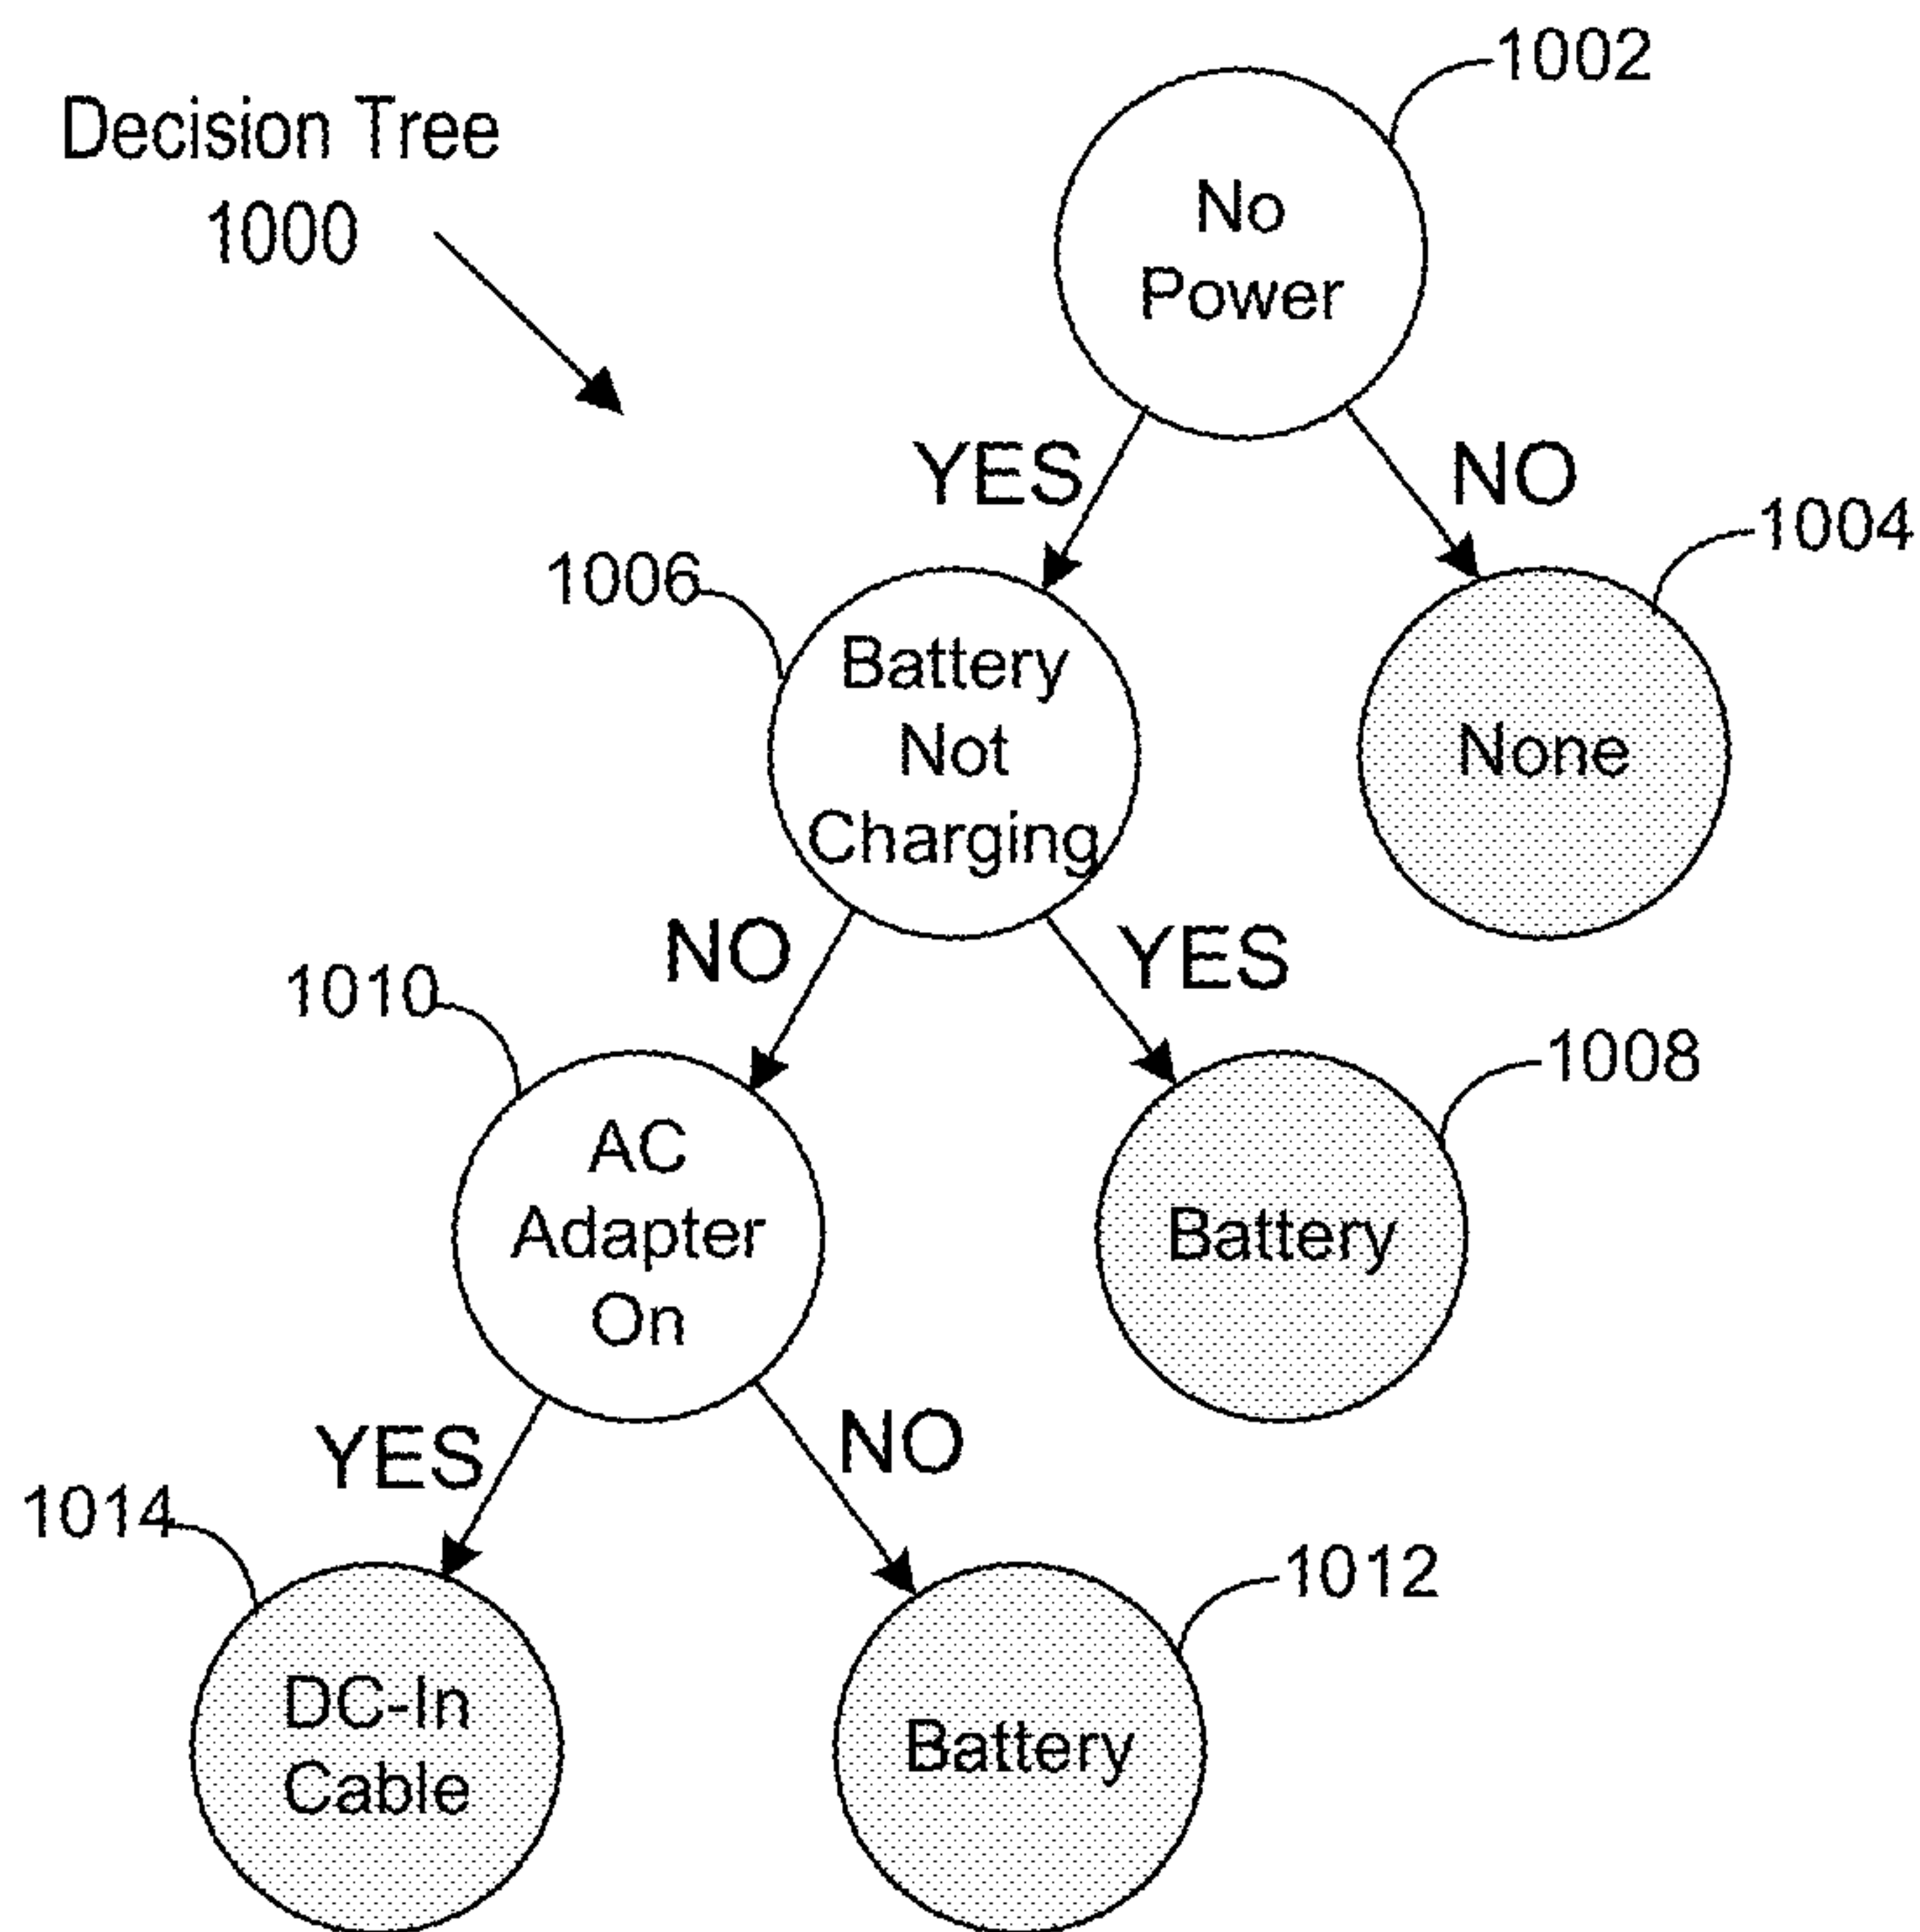 1002
Decision Tree
1000
No
Power
YES
NO
1004
1006
Battery
Not
Charging
None
NO
YES
1010
1008
AC
Adapter
On
Battery
YES
NO
1014
1012
DC-In
Cable
Battery